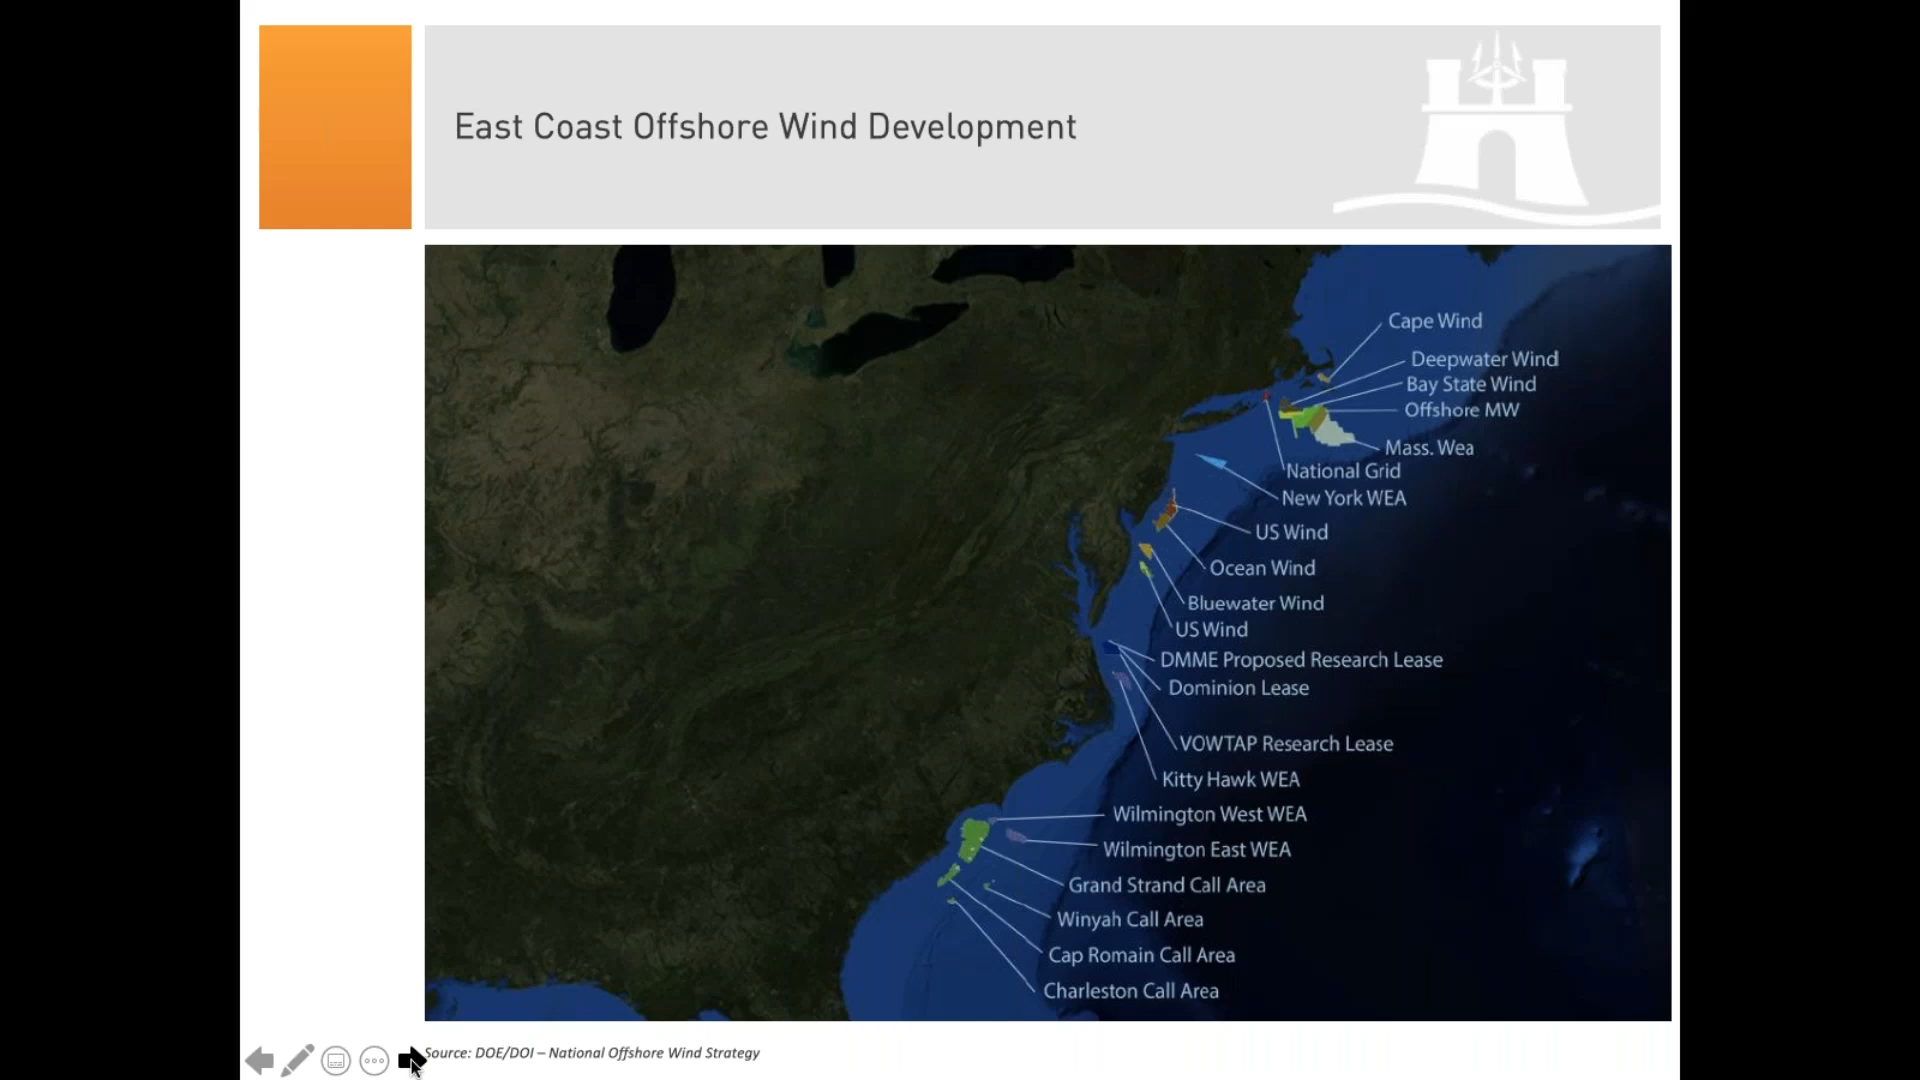 East Coast Offshore Wind Development
Cape Wind
Deepwater Wind
Bay State Wind
Offshore MW
Mass. Wea
National Grid
New York WEA
US Wind
Ocean Wind
Bluewater Wind
US Wind
DMME Proposed Research Lease
Dominion Lease
VOWTAP Research Lease
Kitty Hawk WEA
Wilmington West WEA
Wilmington East WEA
Grand Strand Call Area
Winyah Call Area
Cap Romain Call Area
Charleston Call Area
Source: DOE/DOI – National Offshore Wind Strategy